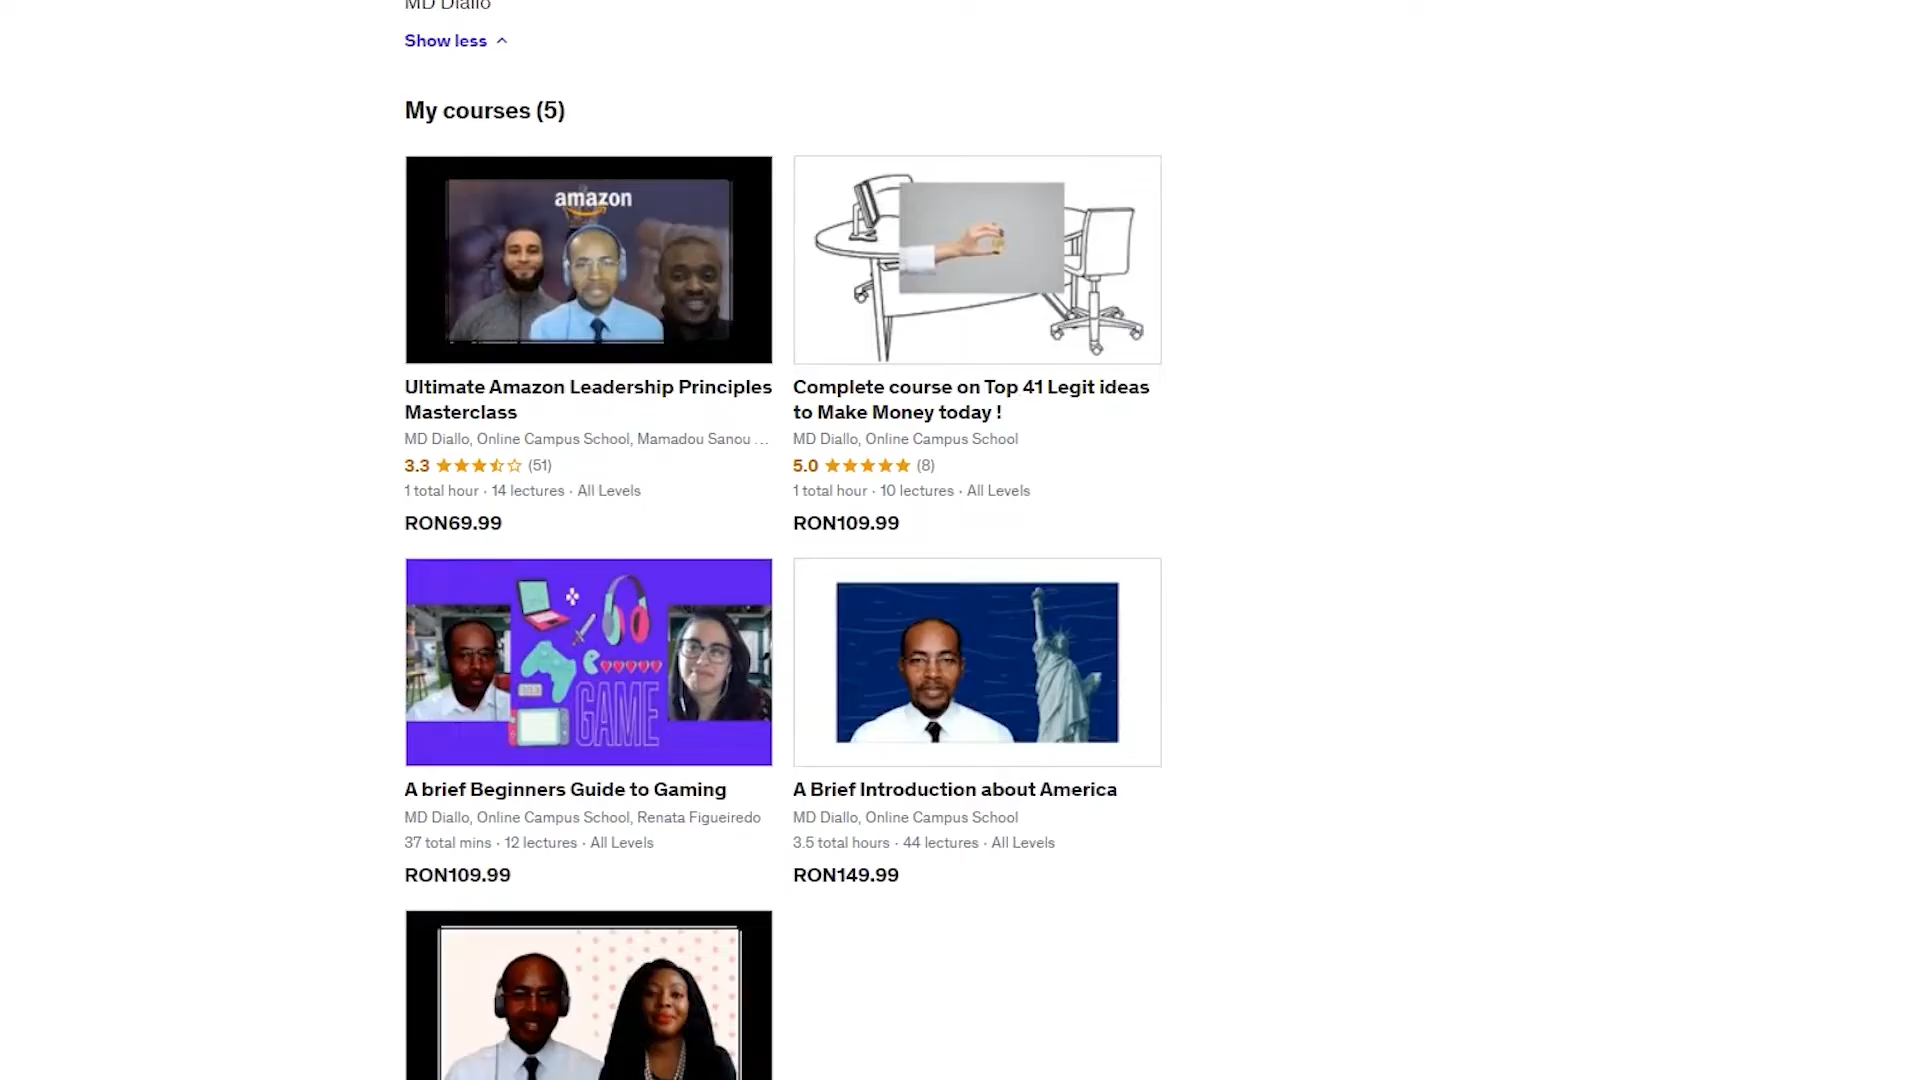 MD Diallo
Show less
My courses (5)
amazon
Ultimate Amazon Leadership Principles
Masterclass
MD Diallo, Online Campus School, Mamadou Sanou ...
3.3 (51)
1 total hour · 14 lectures · All Levels
RON69.99
Complete course on Top 41 Legit ideas
to Make Money today !
MD Diallo, Online Campus School
5.0 (8)
1 total hour · 10 lectures · All Levels
RON109.99
GAME
A brief Beginners Guide to Gaming
MD Diallo, Online Campus School, Renata Figueiredo
37 total mins · 12 lectures · All Levels
RON109.99
A Brief Introduction about America
MD Diallo, Online Campus School
3.5 total hours · 44 lectures · All Levels
RON149.99